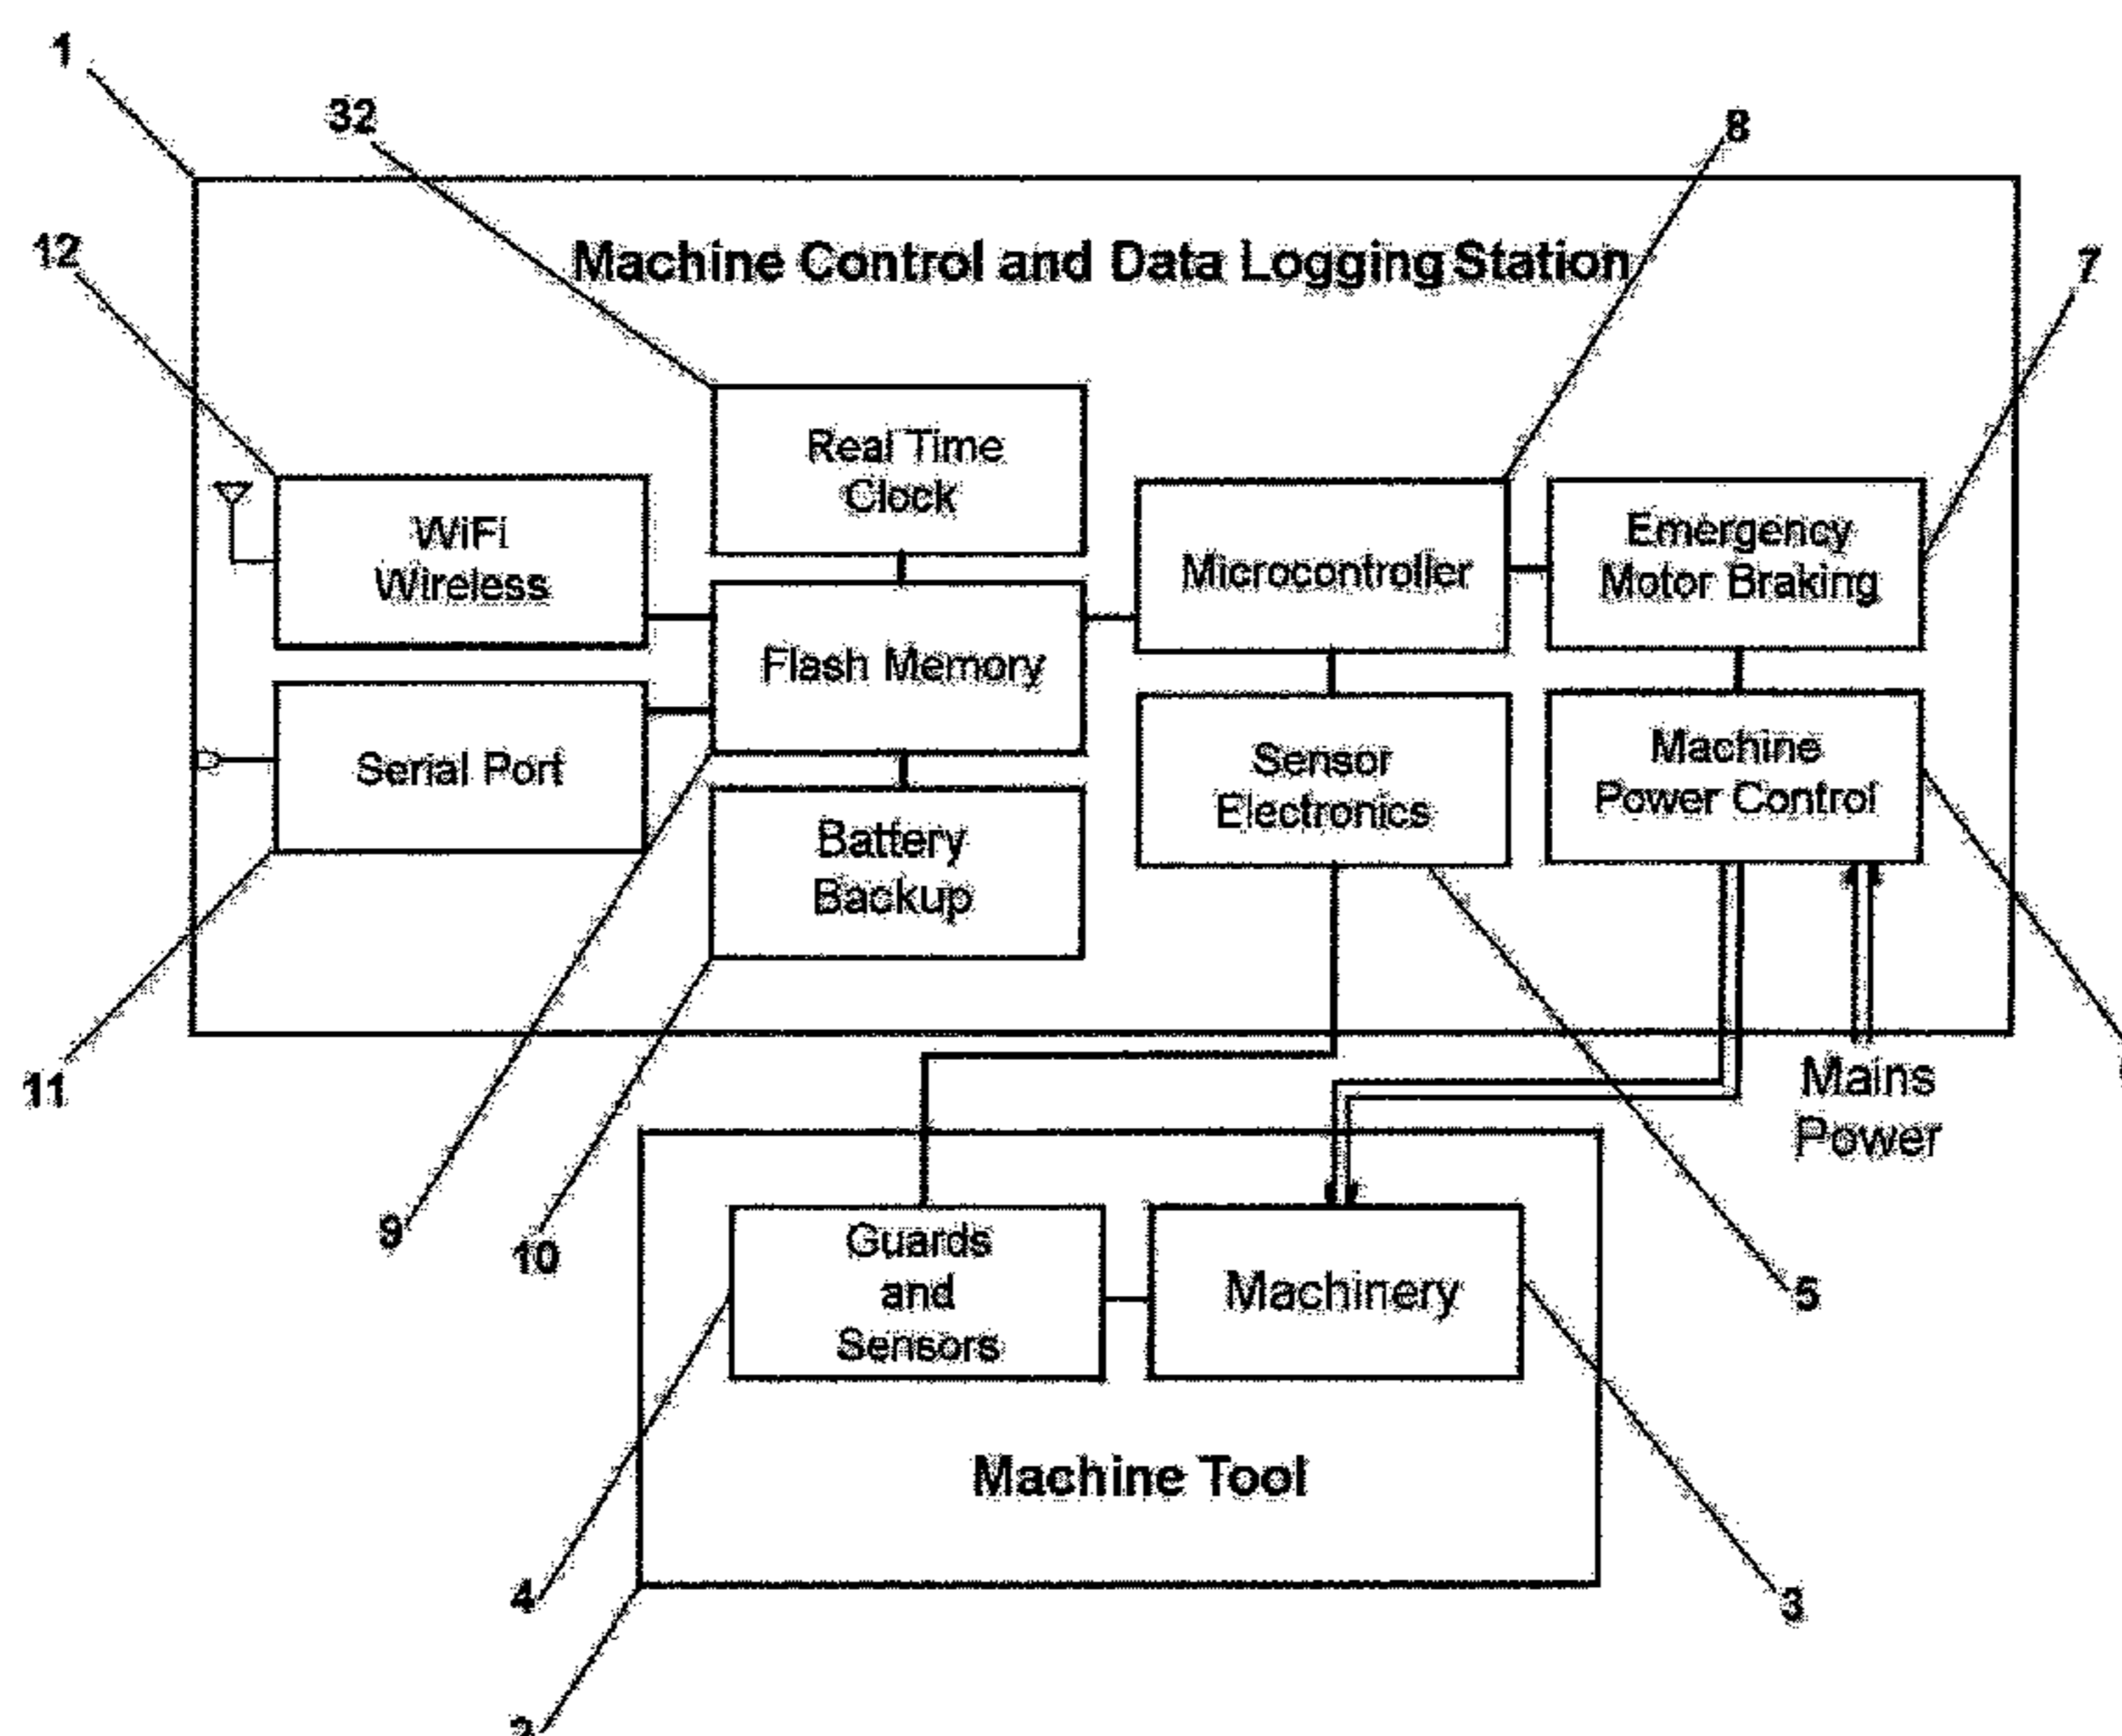 1
32
8
12
Machine Control and Data Logging Station
7
Real Time
Clock
WiFi
Wireless
Microcontroller
Emergency
Motor Braking
Flash Memory
Serial Port
Sensor
Electronics
Machine
Power Control
Battery
Backup
11
Mains
Power
9
10
Guards
and
Sensors
Machinery
5
Machine Tool
4
3
2